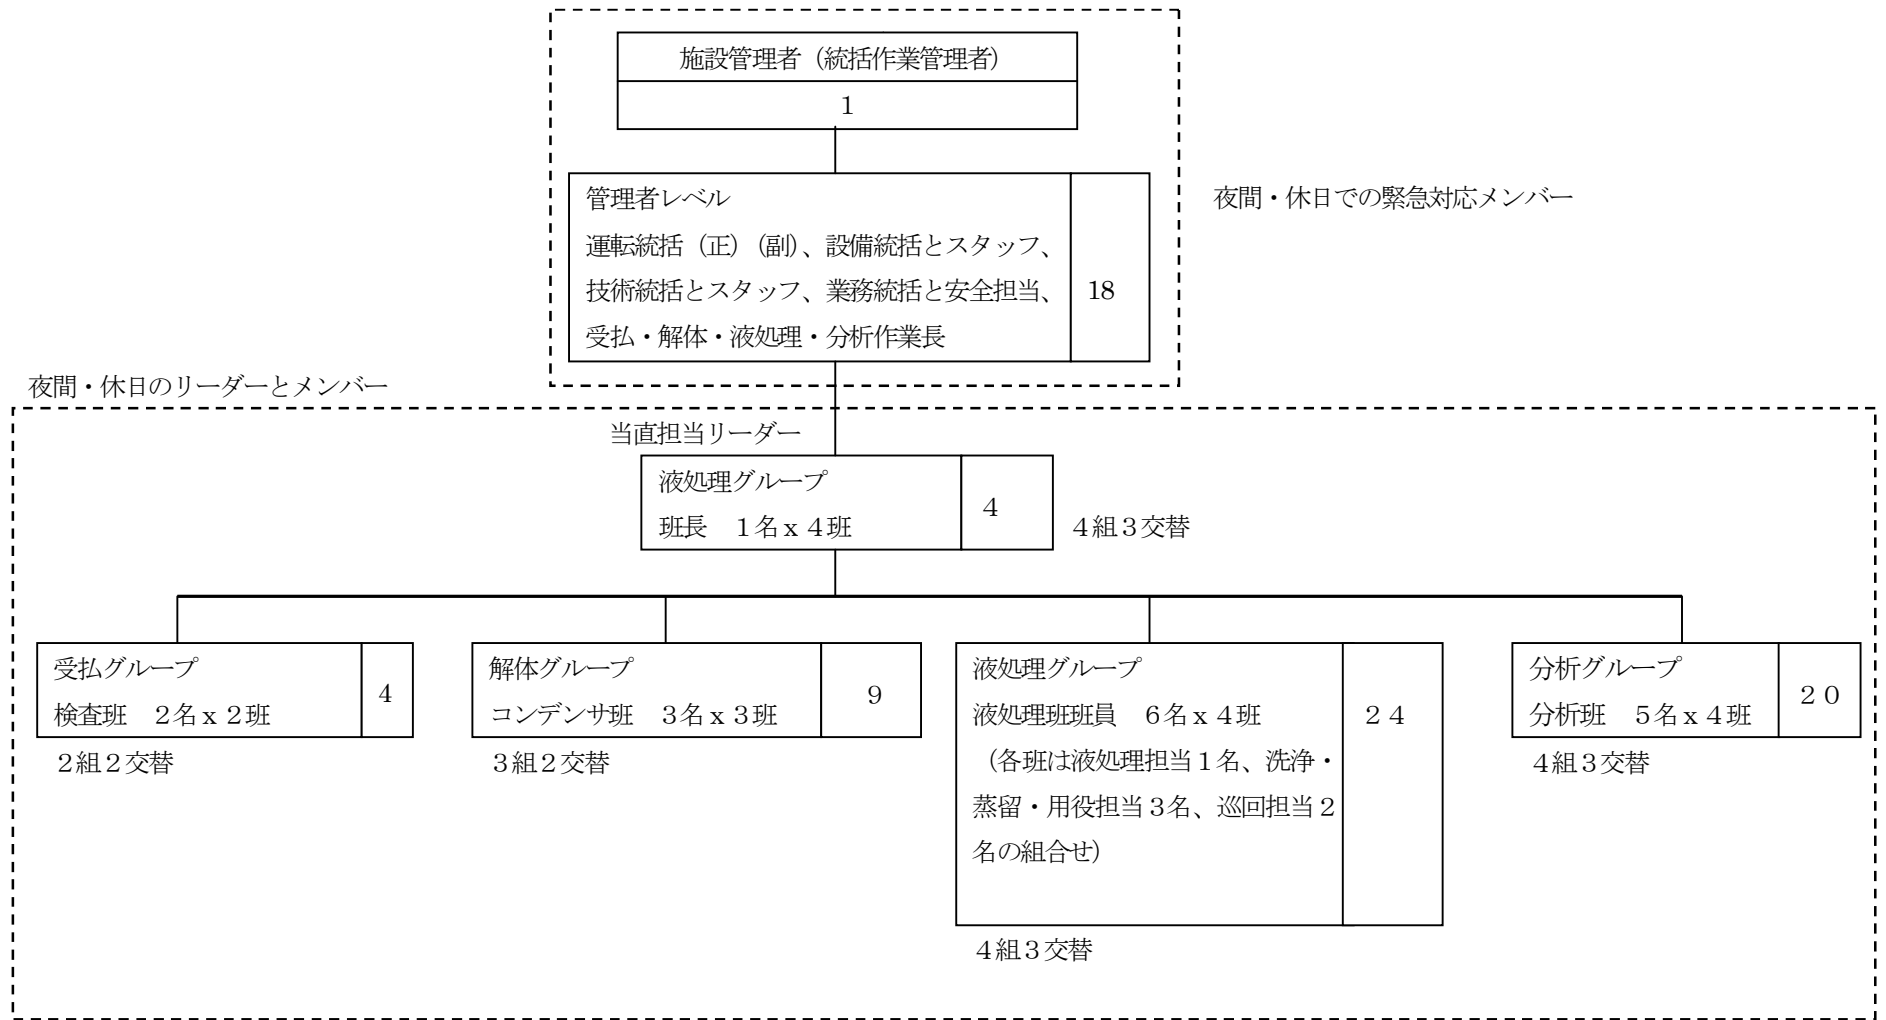 施設管理者（統括作業管理者）
１
管理者レベル
運転統括（正）（副）、設備統括とスタッフ、
技術統括とスタッフ、業務統括と安全担当、
受払・解体・液処理・分析作業長
18
夜間・休日での緊急対応メンバー
夜間・休日のリーダーとメンバー
当直担当リーダー
液処理グループ
班長　１名ｘ４班
４
４組３交替
受払グループ
検査班　２名ｘ２班
４
２組２交替
解体グループ
コンデンサ班　３名ｘ３班
９
３組２交替
液処理グループ
液処理班班員　６名ｘ４班
（各班は液処理担当１名、洗浄・
蒸留・用役担当３名、巡回担当２
名の組合せ）
２４
４組３交替
分析グループ
分析班　５名ｘ４班
２０
４組３交替